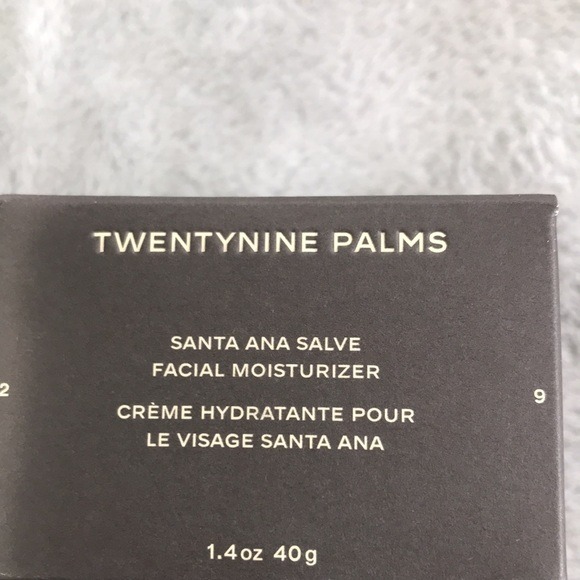 TWENTYNINE PALMS
SANTA ANA SALVE
FACIAL MOISTURIZER
2
9
CRÈME HYDRATANTE POUR
LE VISAGE SANTA ANA
1.4oz 40g